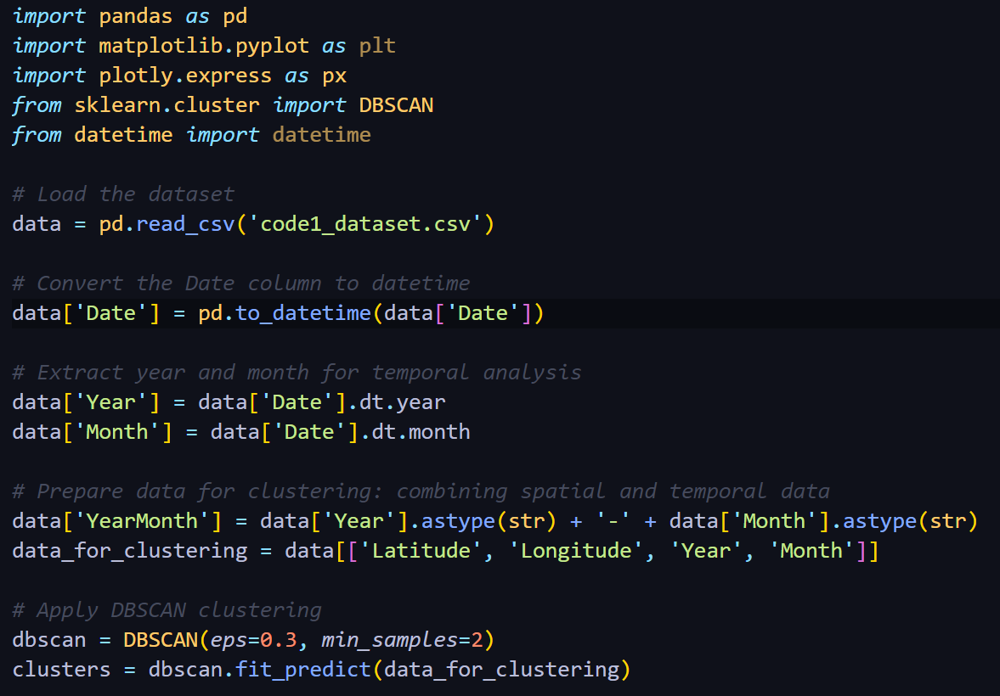 import pandas as pd
import matplotlib.pyplot as plt
import plotly.express as px
from sklearn.cluster import DBSCAN
from datetime import datetime
# Load the dataset
data = pd.read_csv('code1_dataset.csv')
# Convert the Date column to datetime
data['Date'] = pd.to_datetime(data['Date'])
# Extract year and month for temporal analysis
data['Year'] = data['Date'].dt.year
data['Month'] = data['Date'].dt.month
# Prepare data for clustering: combining spatial and temporal data
data['YearMonth'] = data['Year'].astype(str) + '-' + data['Month'].astype(str)
data_for_clustering = data[['Latitude', 'Longitude', 'Year', 'Month']]
# Apply DBSCAN clustering
dbscan = DBSCAN(eps=0.3, min_samples=2)
clusters = dbscan.fit_predict(data_for_clustering)